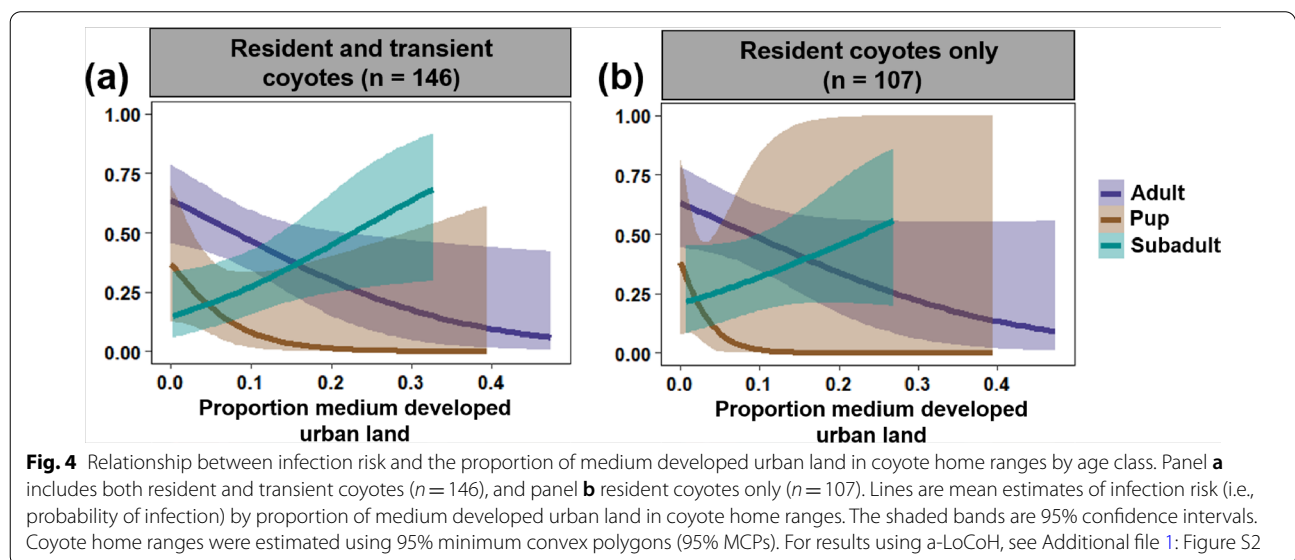 Resident and transient
coyotes (n = 146)
(a)
1.00
0.75
0.50
0.25
0.00
0.0 0.1 0.2 0.3 0.4
Proportion medium developed
urban land
Resident coyotes only
(n = 107)
(b)
1.00
0.75
0.50
0.25
0.00
0.0 0.1 0.2 0.3 0.4
Proportion medium developed
urban land
Adult
Pup
Subadult
Fig. 4 Relationship between infection risk and the proportion of medium developed urban land in coyote home ranges by age class. Panel a
includes both resident and transient coyotes (n = 146), and panel b resident coyotes only (n = 107). Lines are mean estimates of infection risk (i.e.,
probability of infection) by proportion of medium developed urban land in coyote home ranges. The shaded bands are 95% confidence intervals.
Coyote home ranges were estimated using 95% minimum convex polygons (95% MCPs). For results using a-LoCoH, see Additional file 1: Figure S2